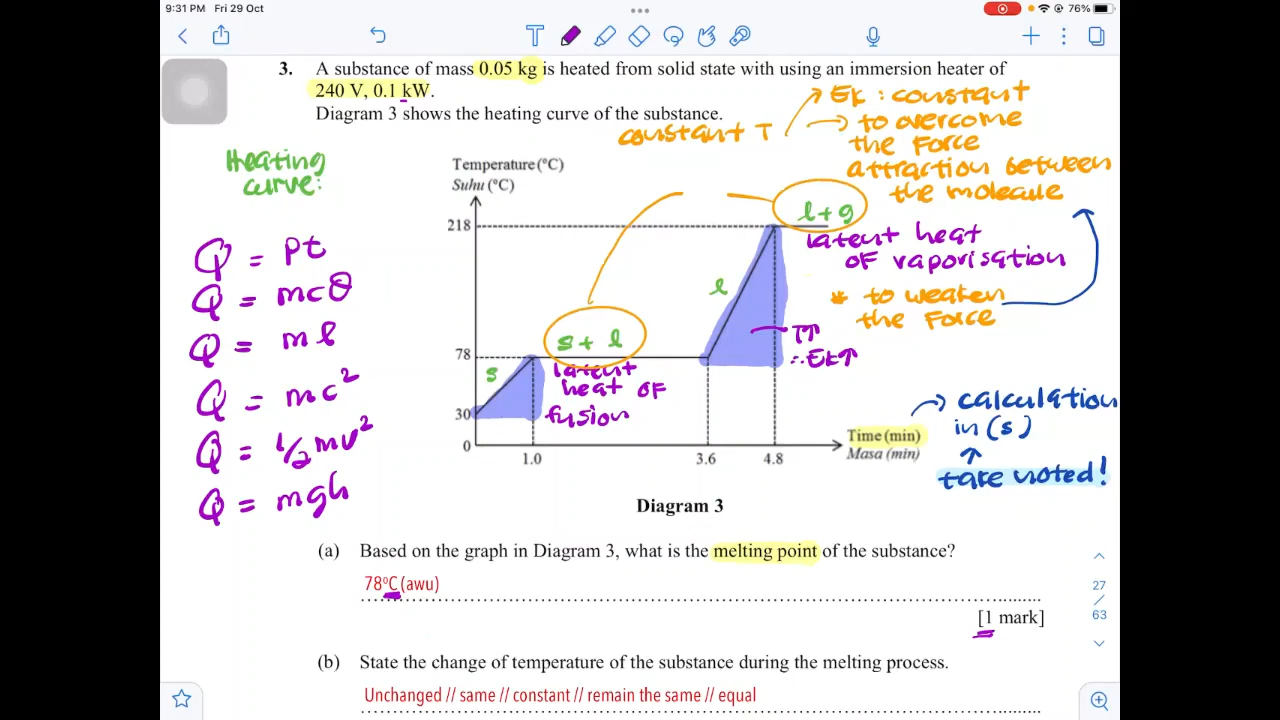 9:31 PM Fri 29 Oct
76%
3. A substance of mass 0.05 kg is heated from solid state with using an immersion heater of
240 V, 0.1 kW.
Diagram 3 shows the heating curve of the substance.
constant T
Ek : constant
to overcome
the Force
attraction between
the molecule
Heating
curve:
Q = Pt
Q = mcθ
Q = ml
Q = mc²
Q = 1/2 mv²
Q = mgh
Temperature (°C)
Suhu (°C)
218
78
30
0
1.0
3.6
4.8
s
s + l
latent
heat of
fusion
l
l + g
latent heat
of vaporisation
* to weaken
the Force
T↑
∴ Ek↑
Time (min)
Masa (min)
calculation
in (s)
take noted!
Diagram 3
(a) Based on the graph in Diagram 3, what is the melting point of the substance?
78°C (awu)
[1 mark]
27
/
63
(b) State the change of temperature of the substance during the melting process.
Unchanged // same // constant // remain the same // equal